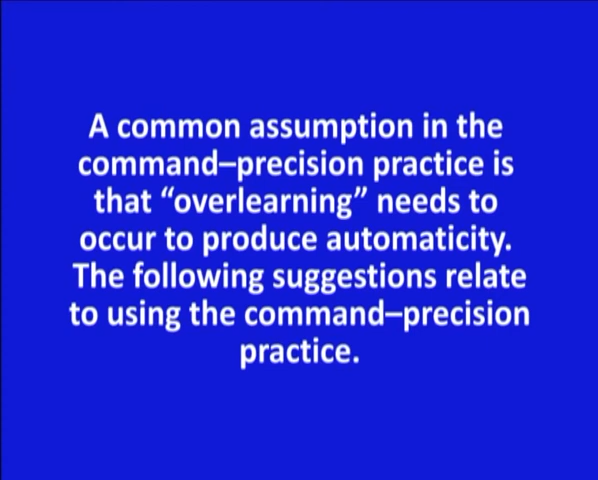 A common assumption in the
command–precision practice is
that “overlearning” needs to
occur to produce automaticity.
The following suggestions relate
to using the command–precision
practice.